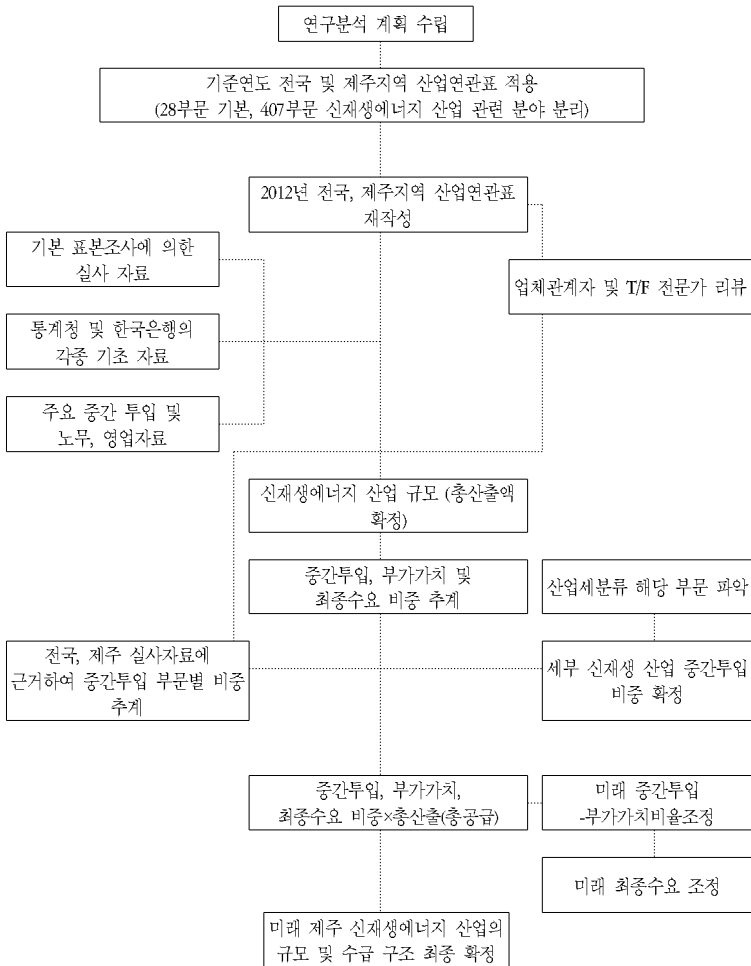 연구분석 계획 수립
기준연도 전국 및 제주지역 산업연관표 적용
(28부문 기본, 407부문 신재생에너지 산업 관련 분야 분리)
2012년 전국, 제주지역 산업연관표
재작성
기본 표본조사에 의한
실사 자료
업체관계자 및 T/F 전문가 리뷰
통계청 및 한국은행의
각종 기초 자료
주요 중간 투입 및
노무, 영업자료
신재생에너지 산업 규모 (총산출액
확정)
중간투입, 부가가치 및
최종수요 비중 추계
산업세분류 해당 부문 파악
전국, 제주 실사자료에
근거하여 중간투입 부문별 비중
추계
세부 신재생 산업 중간투입
비중 확정
중간투입, 부가가치,
최종수요 비중×총산출(총공급)
미래 중간투입
-부가가치비율조정
미래 최종수요 조정
미래 제주 신재생에너지 산업의
규모 및 수급 구조 최종 확정